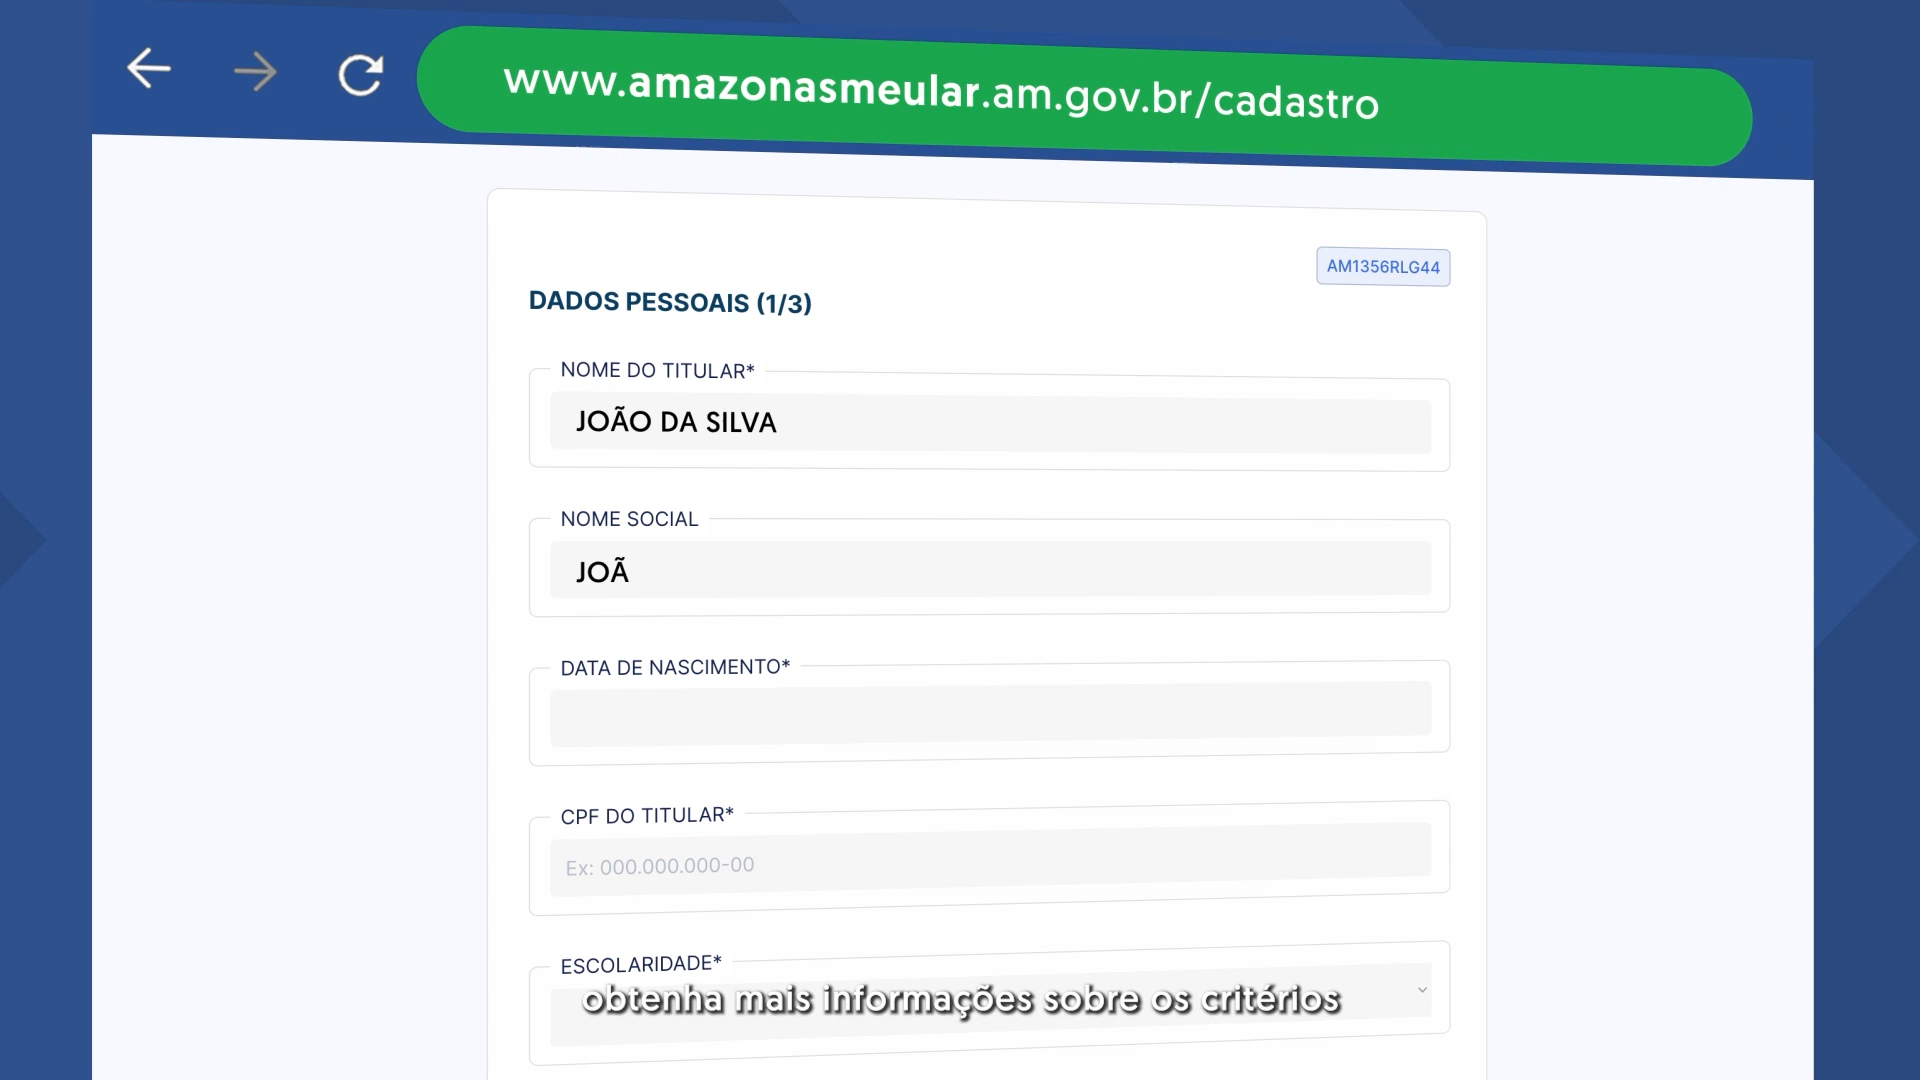 www.amazonasmeular.am.gov.br/cadastro
AM1356RLG44
DADOS PESSOAIS (1/3)
NOME DO TITULAR*
JOÃO DA SILVA
NOME SOCIAL
JOÃ
DATA DE NASCIMENTO*
CPF DO TITULAR*
Ex: 000.000.000-00
ESCOLARIDADE*
obtenha mais informações sobre os critérios